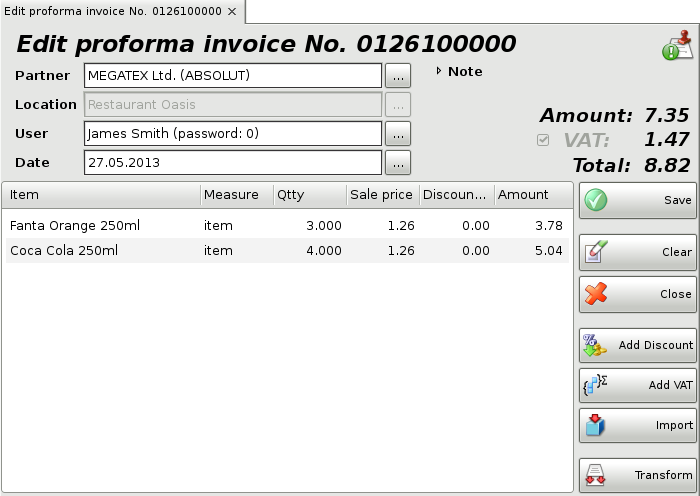 Edit proforma invoice No. 0126100000 ×
Edit proforma invoice No. 0126100000
Partner MEGATEX Ltd. (ABSOLUT) ... Note
Location Restaurant Oasis ...
Amount: 7.35
User James Smith (password: 0) ...
VAT: 1.47
Date 27.05.2013 ...
Total: 8.82
Item Measure Qtty Sale price Discoun... Amount
Fanta Orange 250ml item 3.000 1.26 0.00 3.78
Coca Cola 250ml item 4.000 1.26 0.00 5.04
Save
Clear
Close
Add Discount
Add VAT
Import
Transform